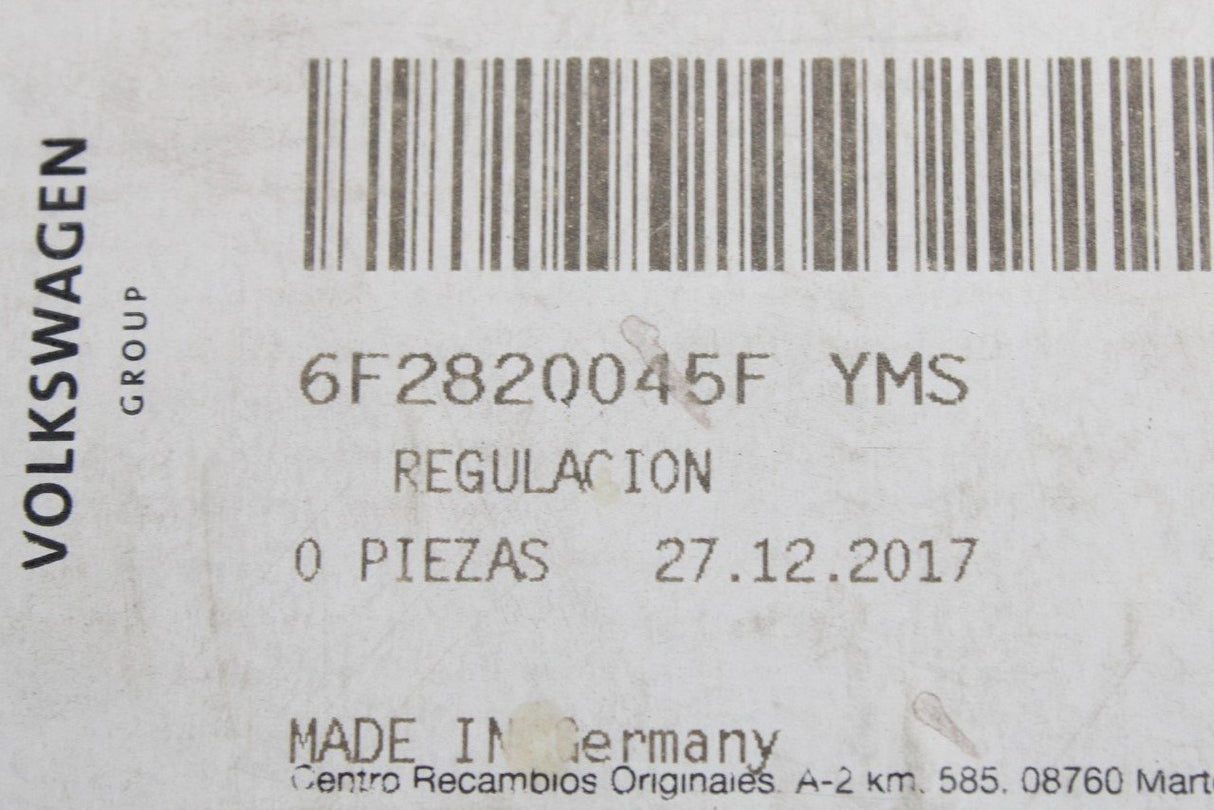 VOLKSWAGEN
GROUP
6F2820045F YMS
REGULACION
0 PIEZAS 27.12.2017
MADE IN Germany
Centro Recambios Originales. A-2 km. 585. 08760